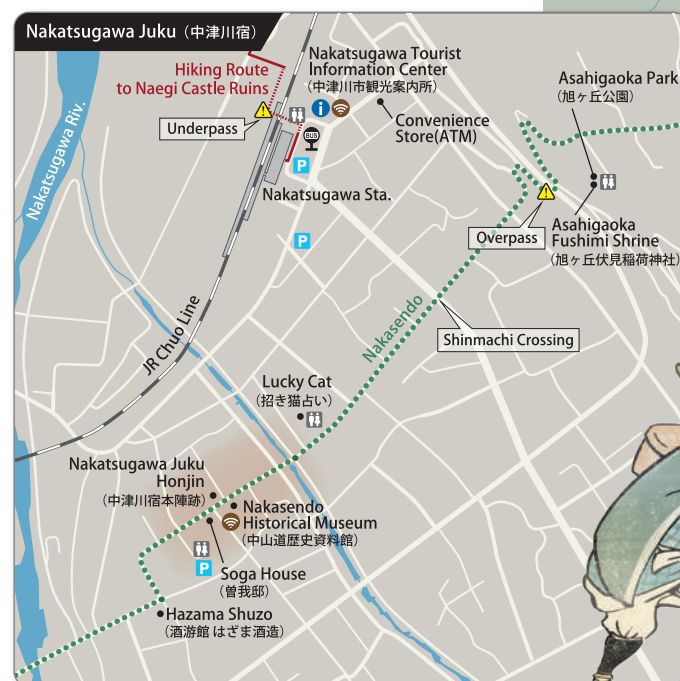 Nakatsugawa Juku (中津川宿)
Hiking Route
to Naegi Castle Ruins
Nakatsugawa Tourist
Information Center
(中津川市観光案内所)
Asahigaoka Park
(旭ヶ丘公園)
Underpass
i
BUS
Convenience
Store(ATM)
Nakatsugawa Riv.
P
Nakatsugawa Sta.
P
Overpass
Asahigaoka
Fushimi Shrine
(旭ヶ丘伏見稲荷神社)
JR Chuo Line
Nakasendo
Shinmachi Crossing
Lucky Cat
(招き猫占い)
Nakatsugawa Juku
Honjin
(中津川宿本陣跡)
Nakasendo
Historical Museum
(中山道歴史資料館)
P
Soga House
(曽我邸)
Hazama Shuzo
(酒游館 はざま酒造)